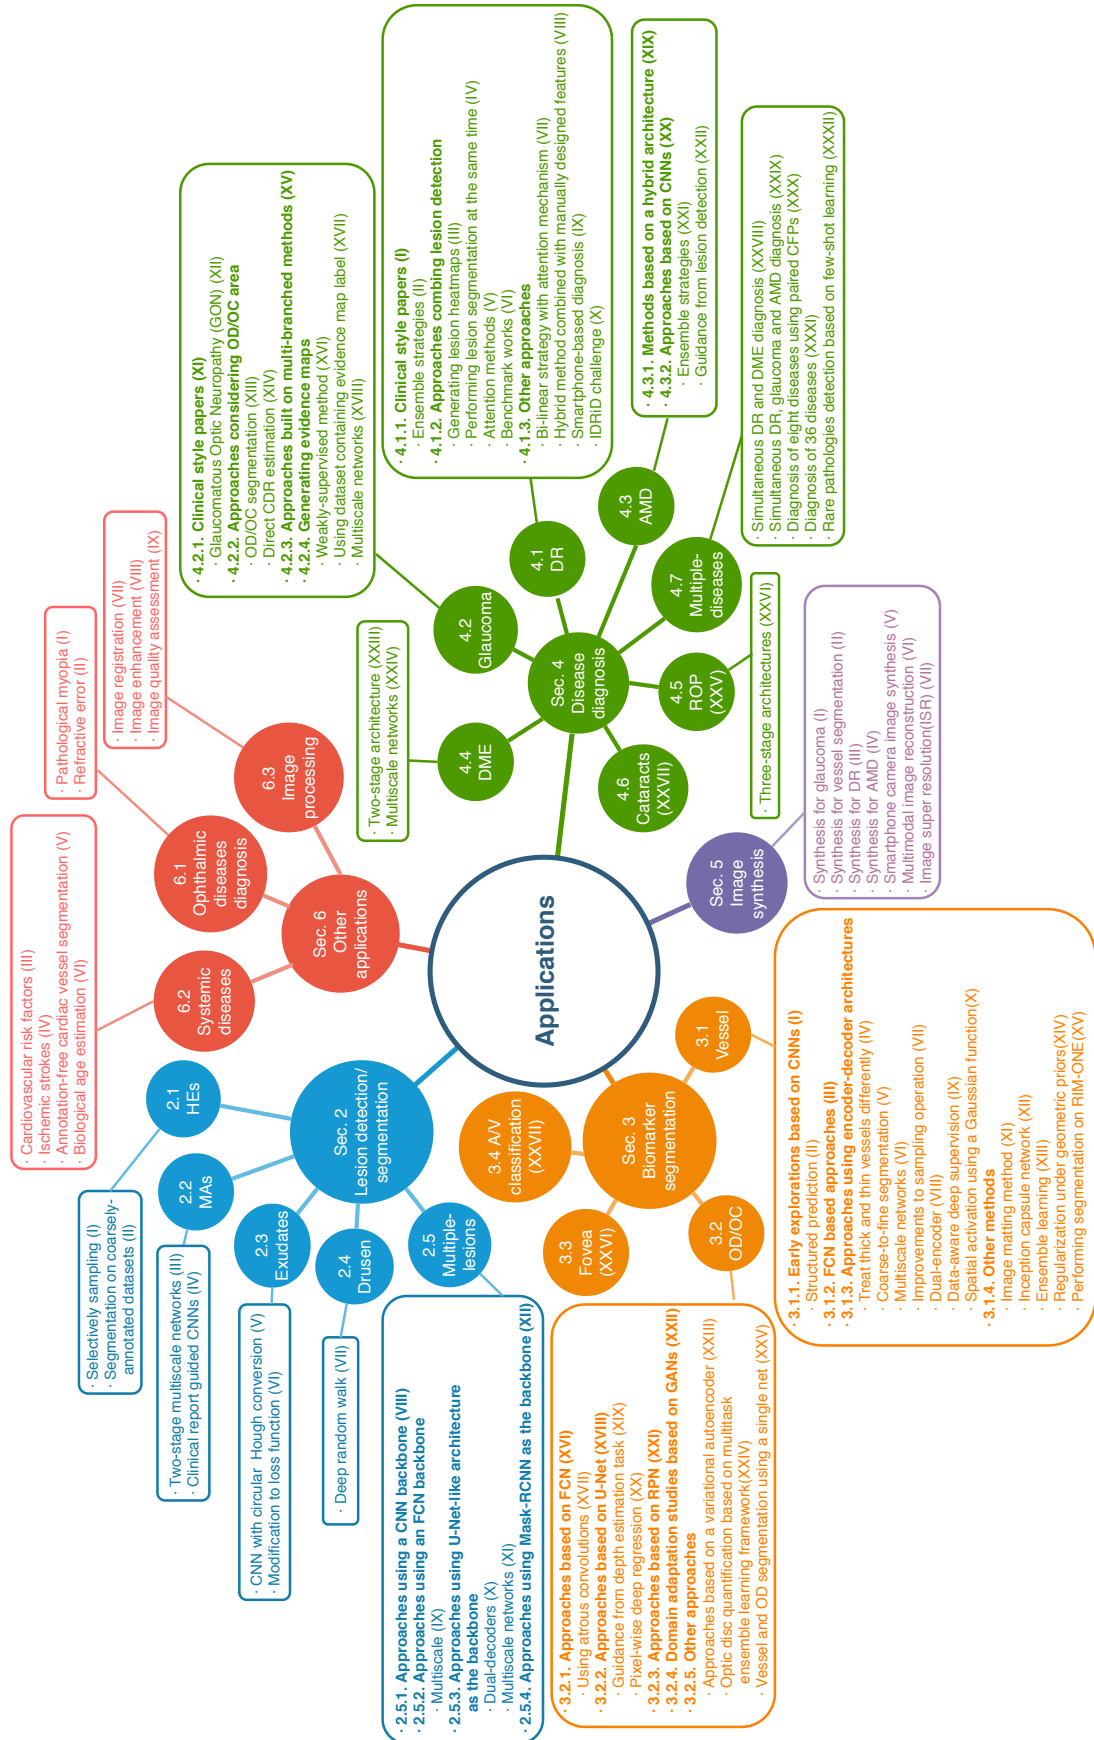 Applications
Sec. 2
Lesion detection/
segmentation
2.1
HEs
· Selectively sampling (I)
· Segmentation on coarsely-
annotated datasets (II)
2.2
MAs
· Two-stage multiscale networks (III)
· Clinical report guided CNNs (IV)
2.3
Exudates
· CNN with circular Hough conversion (V)
· Modification to loss function (VI)
2.4
Drusen
· Deep random walk (VII)
2.5
Multiple-
lesions
· 2.5.1. Approaches using a CNN backbone (VIII)
· 2.5.2. Approaches using an FCN backbone
· Multiscale (IX)
· 2.5.3. Approaches using U-Net-like architecture
as the backbone
· Dual-decoders (X)
· Multiscale networks (XI)
· 2.5.4. Approaches using Mask-RCNN as the backbone (XII)
Sec. 3
Biomarker
segmentation
3.1
Vessel
· 3.1.1. Early explorations based on CNNs (I)
· Structured prediction (II)
· 3.1.2. FCN based approaches (III)
· 3.1.3. Approaches using encoder-decoder architectures
· Treat thick and thin vessels differently (IV)
· Coarse-to-fine segmentation (V)
· Multiscale networks (VI)
· Improvements to sampling operation (VII)
· Dual-encoder (VIII)
· Data-aware deep supervision (IX)
· Spatial activation using a Gaussian function(X)
· 3.1.4. Other methods
· Image matting method (XI)
· Inception capsule network (XII)
· Ensemble learning (XIII)
· Regularization under geometric priors(XIV)
· Performing segmentation on RIM-ONE(XV)
3.2
OD/OC
· 3.2.1. Approaches based on FCN (XVI)
· Using atrous convolutions (XVII)
· 3.2.2. Approaches based on U-Net (XVIII)
· Guidance from depth estimation task (XIX)
· Pixel-wise deep regression (XX)
· 3.2.3. Approaches based on RPN (XXI)
· 3.2.4. Domain adaptation studies based on GANs (XXII)
· 3.2.5. Other approaches
· Approaches based on a variational autoencoder (XXIII)
· Optic disc quantification based on multitask
ensemble learning framework(XXIV)
· Vessel and OD segmentation using a single net (XXV)
3.3
Fovea
(XXVI)
3.4 A/V
classification
(XXVII)
Sec. 4
Disease
diagnosis
4.1
DR
· 4.1.1. Clinical style papers (I)
· Ensemble strategies (II)
· 4.1.2. Approaches combing lesion detection
· Generating lesion heatmaps (III)
· Performing lesion segmentation at the same time (IV)
· Attention methods (V)
· Benchmark works (VI)
· 4.1.3. Other approaches
· Bi-linear strategy with attention mechanism (VII)
· Hybrid method combined with manually designed features (VIII)
· Smartphone-based diagnosis (IX)
· IDRiD challenge (X)
4.2
Glaucoma
· 4.2.1. Clinical style papers (XI)
· Glaucomatous Optic Neuropathy (GON) (XII)
· 4.2.2. Approaches considering OD/OC area
· OD/OC segmentation (XIII)
· Direct CDR estimation (XIV)
· 4.2.3. Approaches built on multi-branched methods (XV)
· 4.2.4. Generating evidence maps
· Weakly-supervised method (XVI)
· Using dataset containing evidence map label (XVII)
· Multiscale networks (XVIII)
4.3
AMD
· 4.3.1. Methods based on a hybrid architecture (XIX)
· 4.3.2. Approaches based on CNNs (XX)
· Ensemble strategies (XXI)
· Guidance from lesion detection (XXII)
4.4
DME
· Two-stage architecture (XXIII)
· Multiscale networks (XXIV)
4.5
ROP
(XXV)
· Three-stage architectures (XXVI)
4.6
Cataracts
(XXVII)
4.7
Multiple-
diseases
· Simultaneous DR and DME diagnosis (XXVIII)
· Simultaneous DR, glaucoma and AMD diagnosis (XXIX)
· Diagnosis of eight diseases using paired CFPs (XXX)
· Diagnosis of 36 diseases (XXXI)
· Rare pathologies detection based on few-shot learning (XXXII)
Sec. 5
Image
synthesis
· Synthesis for glaucoma (I)
· Synthesis for vessel segmentation (II)
· Synthesis for DR (III)
· Synthesis for AMD (IV)
· Smartphone camera image synthesis (V)
· Multimodal image reconstruction (VI)
· Image super resolution(ISR) (VII)
Sec. 6
Other
applications
6.1
Ophthalmic
diseases
diagnosis
· Pathological myopia (I)
· Refractive error (II)
6.2
Systemic
diseases
· Cardiovascular risk factors (III)
· Ischemic strokes (IV)
· Annotation-free cardiac vessel segmentation (V)
· Biological age estimation (VI)
6.3
Image
processing
· Image registration (VII)
· Image enhancement (VIII)
· Image quality assessment (IX)